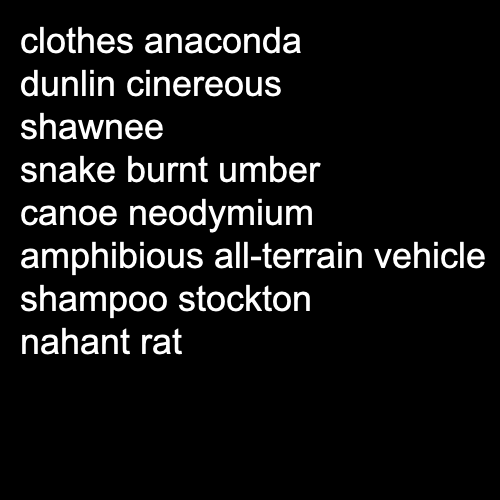 clothes anaconda
dunlin cinereous
shawnee
snake burnt umber
canoe neodymium
amphibious all-terrain vehicle
shampoo stockton
nahant rat